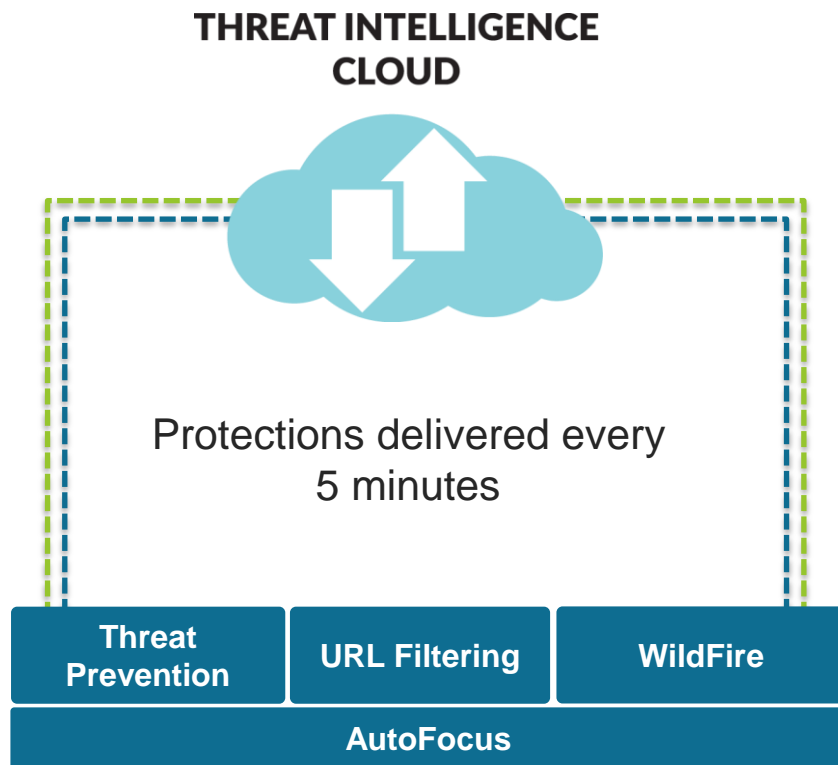 THREAT INTELLIGENCE
CLOUD
Protections delivered every
5 minutes
Threat
Prevention
URL Filtering
WildFire
AutoFocus